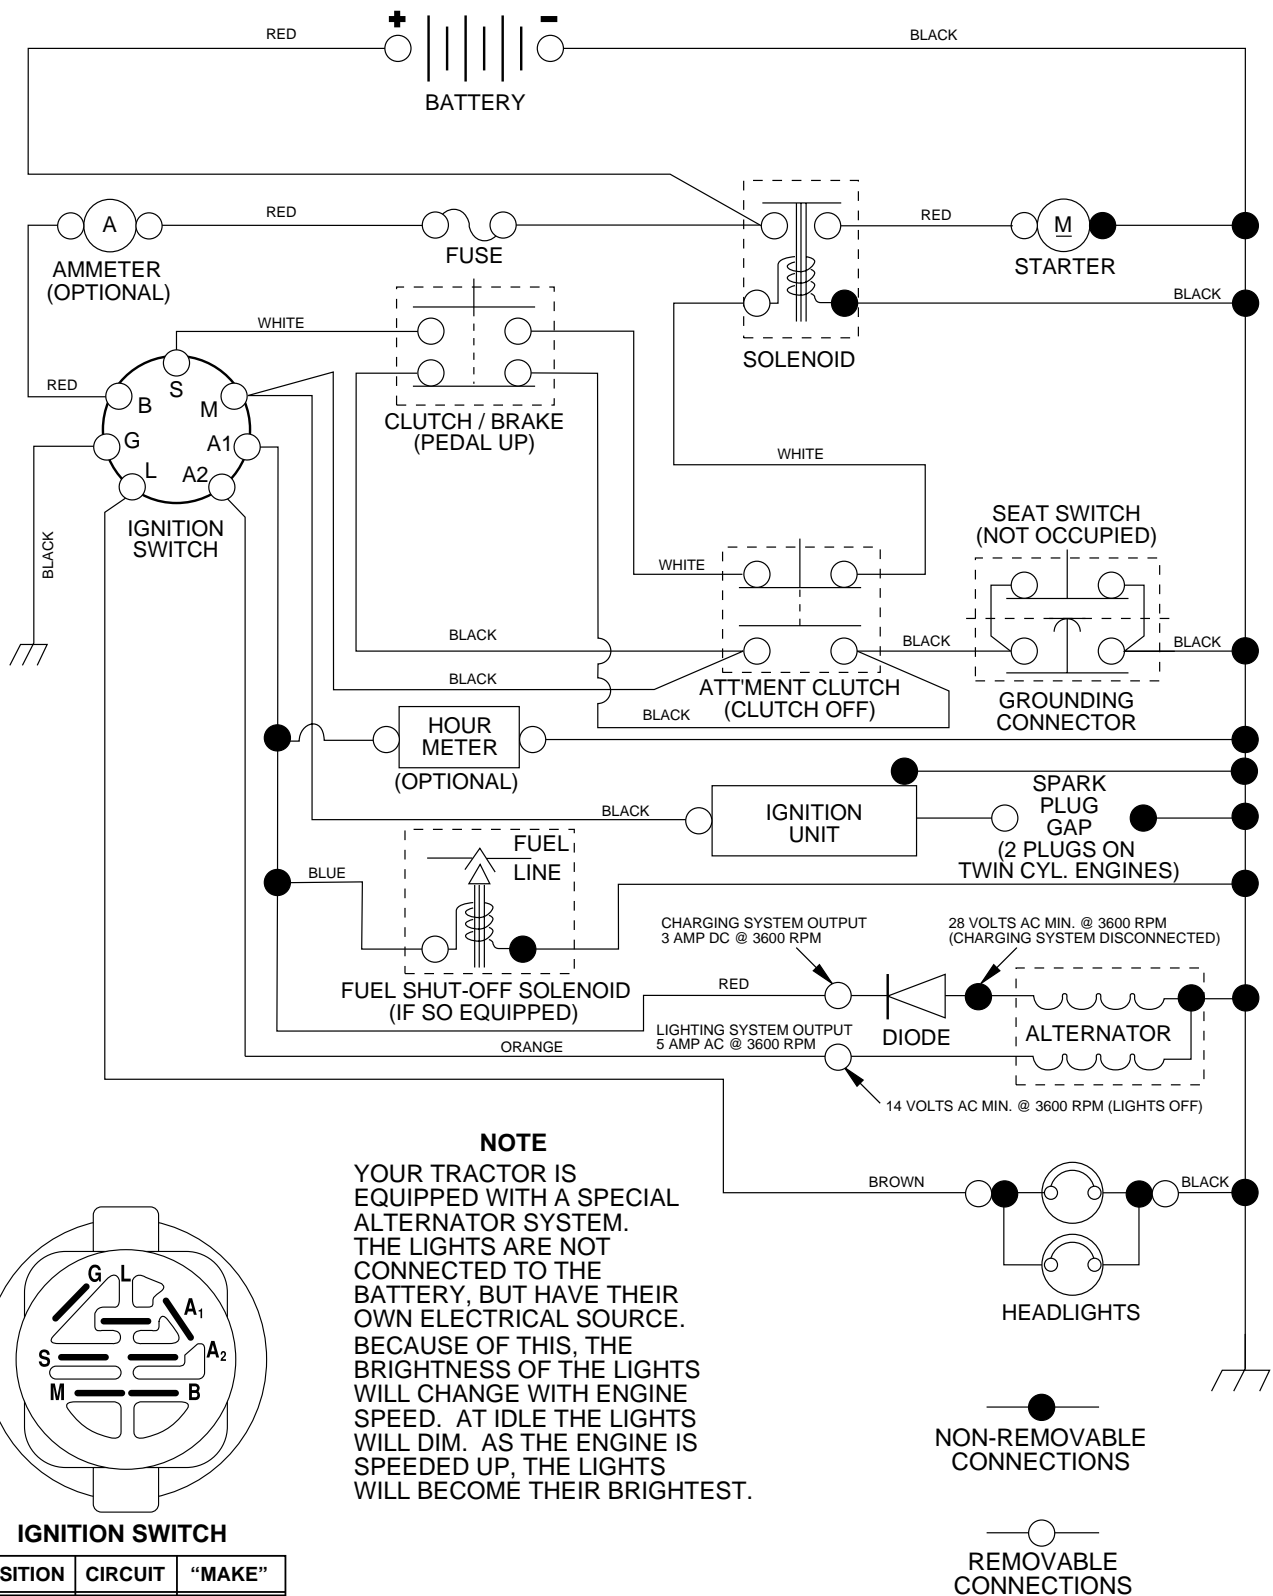 RED
+
−
BLACK
BATTERY
A
RED
FUSE
RED
M
STARTER
AMMETER
(OPTIONAL)
BLACK
WHITE
SOLENOID
RED
S
B
M
G
A1
L
A2
CLUTCH / BRAKE
(PEDAL UP)
WHITE
IGNITION
SWITCH
BLACK
SEAT SWITCH
(NOT OCCUPIED)
WHITE
BLACK
BLACK
BLACK
BLACK
ATT'MENT CLUTCH
(CLUTCH OFF)
BLACK
GROUNDING
CONNECTOR
HOUR
METER
(OPTIONAL)
BLACK
IGNITION
UNIT
SPARK
PLUG
GAP
(2 PLUGS ON
TWIN CYL. ENGINES)
FUEL
LINE
BLUE
CHARGING SYSTEM OUTPUT
3 AMP DC @ 3600 RPM
28 VOLTS AC MIN. @ 3600 RPM
(CHARGING SYSTEM DISCONNECTED)
FUEL SHUT-OFF SOLENOID
(IF SO EQUIPPED)
RED
DIODE
ALTERNATOR
LIGHTING SYSTEM OUTPUT
5 AMP AC @ 3600 RPM
ORANGE
14 VOLTS AC MIN. @ 3600 RPM (LIGHTS OFF)
NOTE
YOUR TRACTOR IS
EQUIPPED WITH A SPECIAL
ALTERNATOR SYSTEM.
THE LIGHTS ARE NOT
CONNECTED TO THE
BATTERY, BUT HAVE THEIR
OWN ELECTRICAL SOURCE.
BECAUSE OF THIS, THE
BRIGHTNESS OF THE LIGHTS
WILL CHANGE WITH ENGINE
SPEED. AT IDLE THE LIGHTS
WILL DIM. AS THE ENGINE IS
SPEEDED UP, THE LIGHTS
WILL BECOME THEIR BRIGHTEST.
BROWN
BLACK
HEADLIGHTS
G
L
A1
S
A2
M
B
IGNITION SWITCH
SITION CIRCUIT “MAKE”
NON-REMOVABLE
CONNECTIONS
REMOVABLE
CONNECTIONS